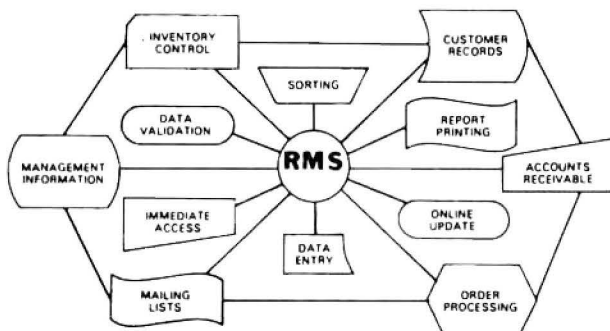 INVENTORY
CONTROL
CUSTOMER
RECORDS
SORTING
DATA
VALIDATION
REPORT
PRINTING
RMS
MANAGEMENT
INFORMATION
ACCOUNTS
RECEIVABLE
IMMEDIATE
ACCESS
ONLINE
UPDATE
DATA
ENTRY
MAILING
LISTS
ORDER
PROCESSING